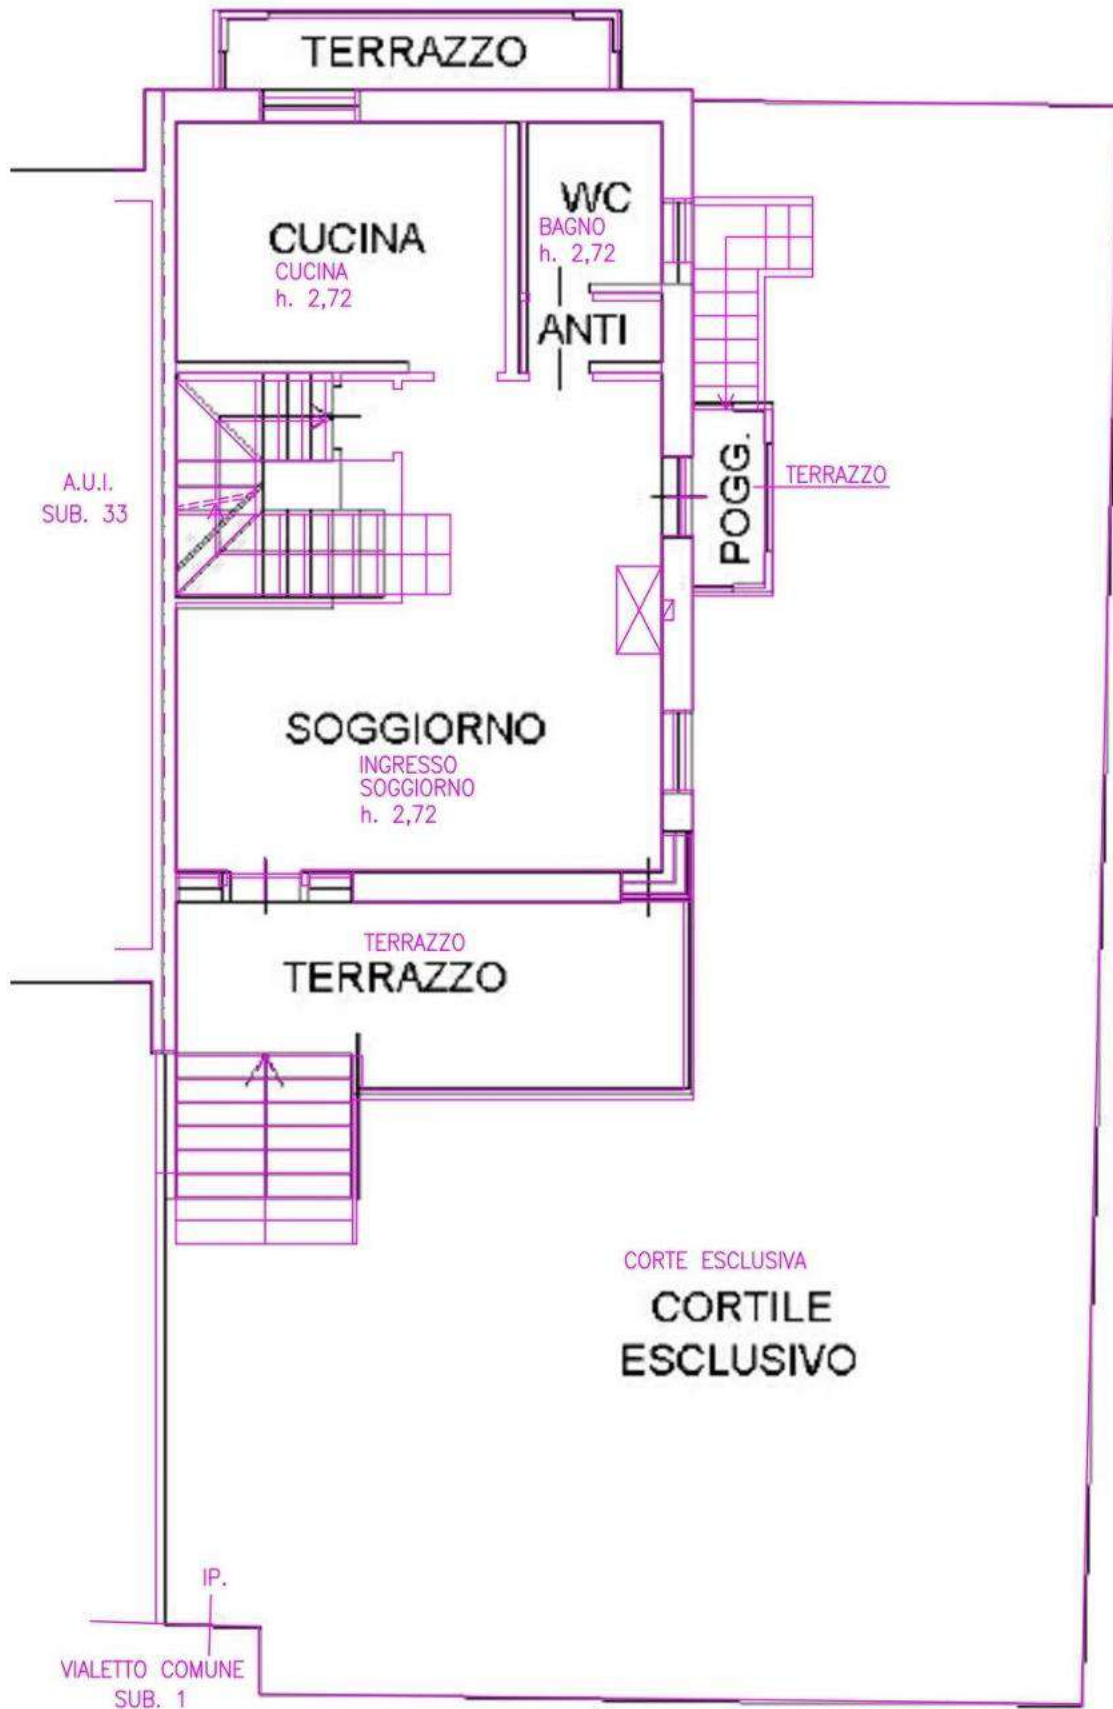 TERRAZZO
WC
BAGNO
h. 2,72
CUCINA
CUCINA
h. 2,72
ANTI
A.U.I.
SUB. 33
POGG.
TERRAZZO
SOGGIORNO
INGRESSO
SOGGIORNO
h. 2,72
TERRAZZO
TERRAZZO
CORTE ESCLUSIVA
CORTILE
ESCLUSIVO
IP.
VIALETTO COMUNE
SUB. 1